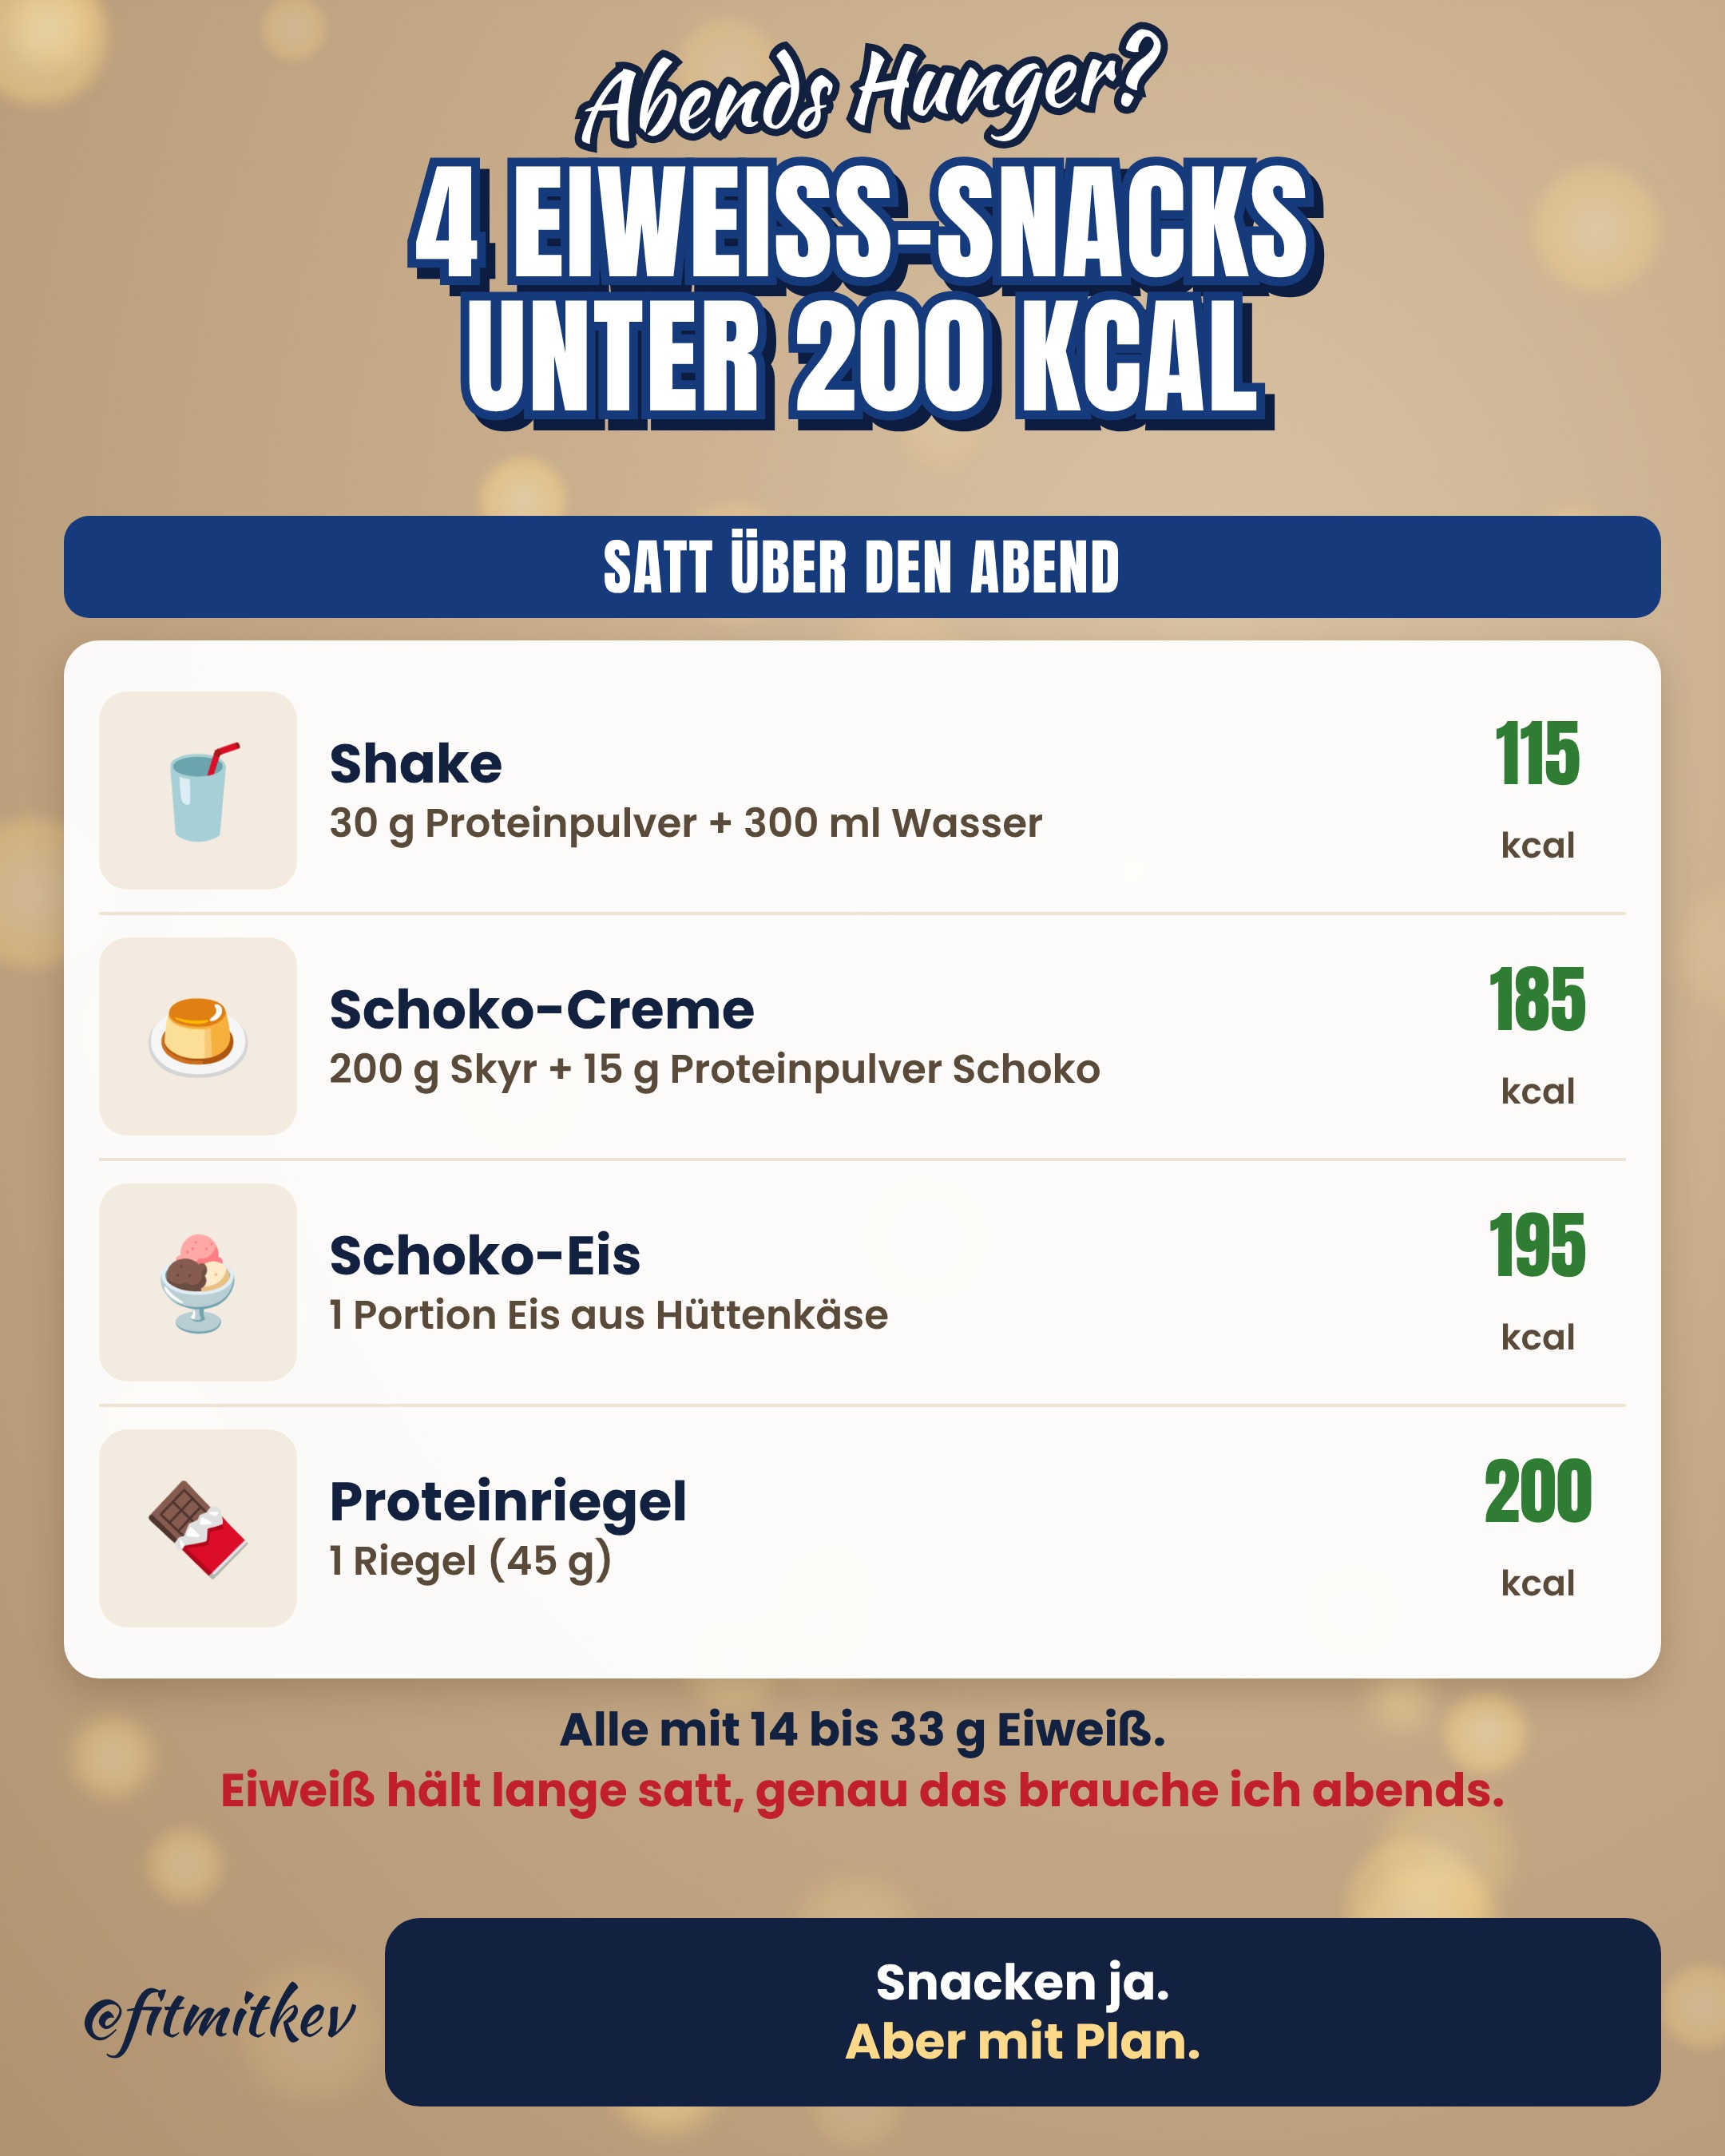 Abends Hunger?
4 EIWEISS-SNACKS
UNTER 200 KCAL
SATT ÜBER DEN ABEND
Shake
30 g Proteinpulver + 300 ml Wasser
115
kcal
Schoko-Creme
200 g Skyr + 15 g Proteinpulver Schoko
185
kcal
Schoko-Eis
1 Portion Eis aus Hüttenkäse
195
kcal
Proteinriegel
1 Riegel (45 g)
200
kcal
Alle mit 14 bis 33 g Eiweiß.
Eiweiß hält lange satt, genau das brauche ich abends.
@fitmitkev
Snacken ja.
Aber mit Plan.